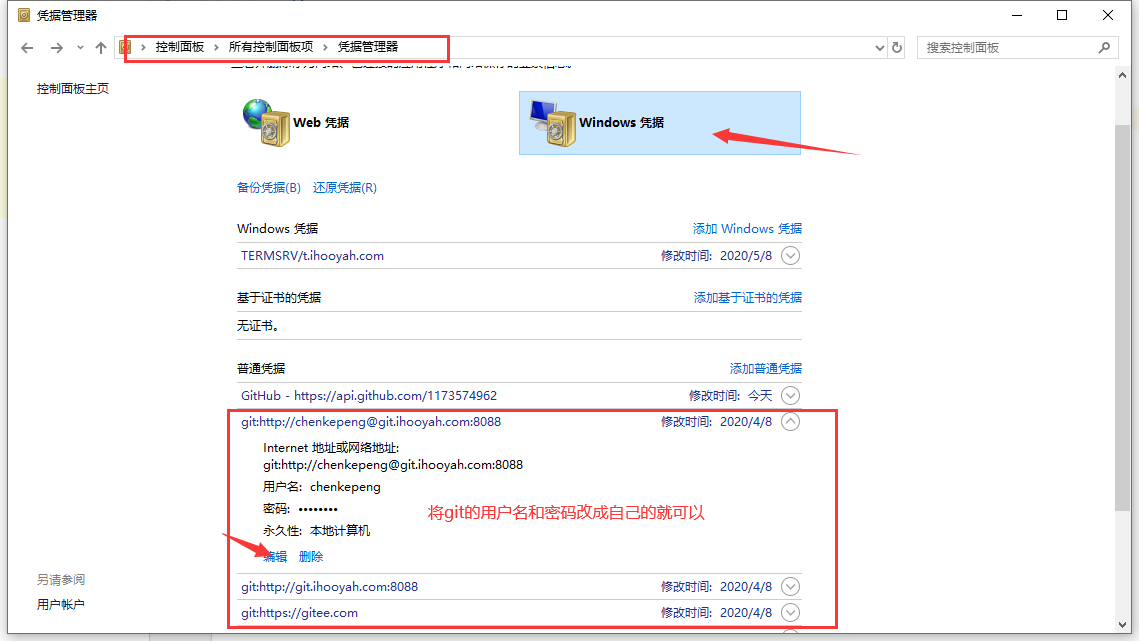 凭据管理器
控制面板 › 所有控制面板项 › 凭据管理器
搜索控制面板
控制面板主页
Web 凭据
Windows 凭据
备份凭据(B) 还原凭据(R)
Windows 凭据 添加 Windows 凭据
TERMSRV/t.ihooyah.com 修改时间: 2020/5/8
基于证书的凭据 添加基于证书的凭据
无证书。
普通凭据 添加普通凭据
GitHub - https://api.github.com/1173574962 修改时间: 今天
git:http://chenkepeng@git.ihooyah.com:8088 修改时间: 2020/4/8
Internet 地址或网络地址:
git:http://chenkepeng@git.ihooyah.com:8088
用户名: chenkepeng
密码: ••••••••
将git的用户名和密码改成自己的就可以
永久性: 本地计算机
编辑 删除
git:http://git.ihooyah.com:8088 修改时间: 2020/4/8
git:https://gitee.com 修改时间: 2020/4/8
另请参阅
用户帐户